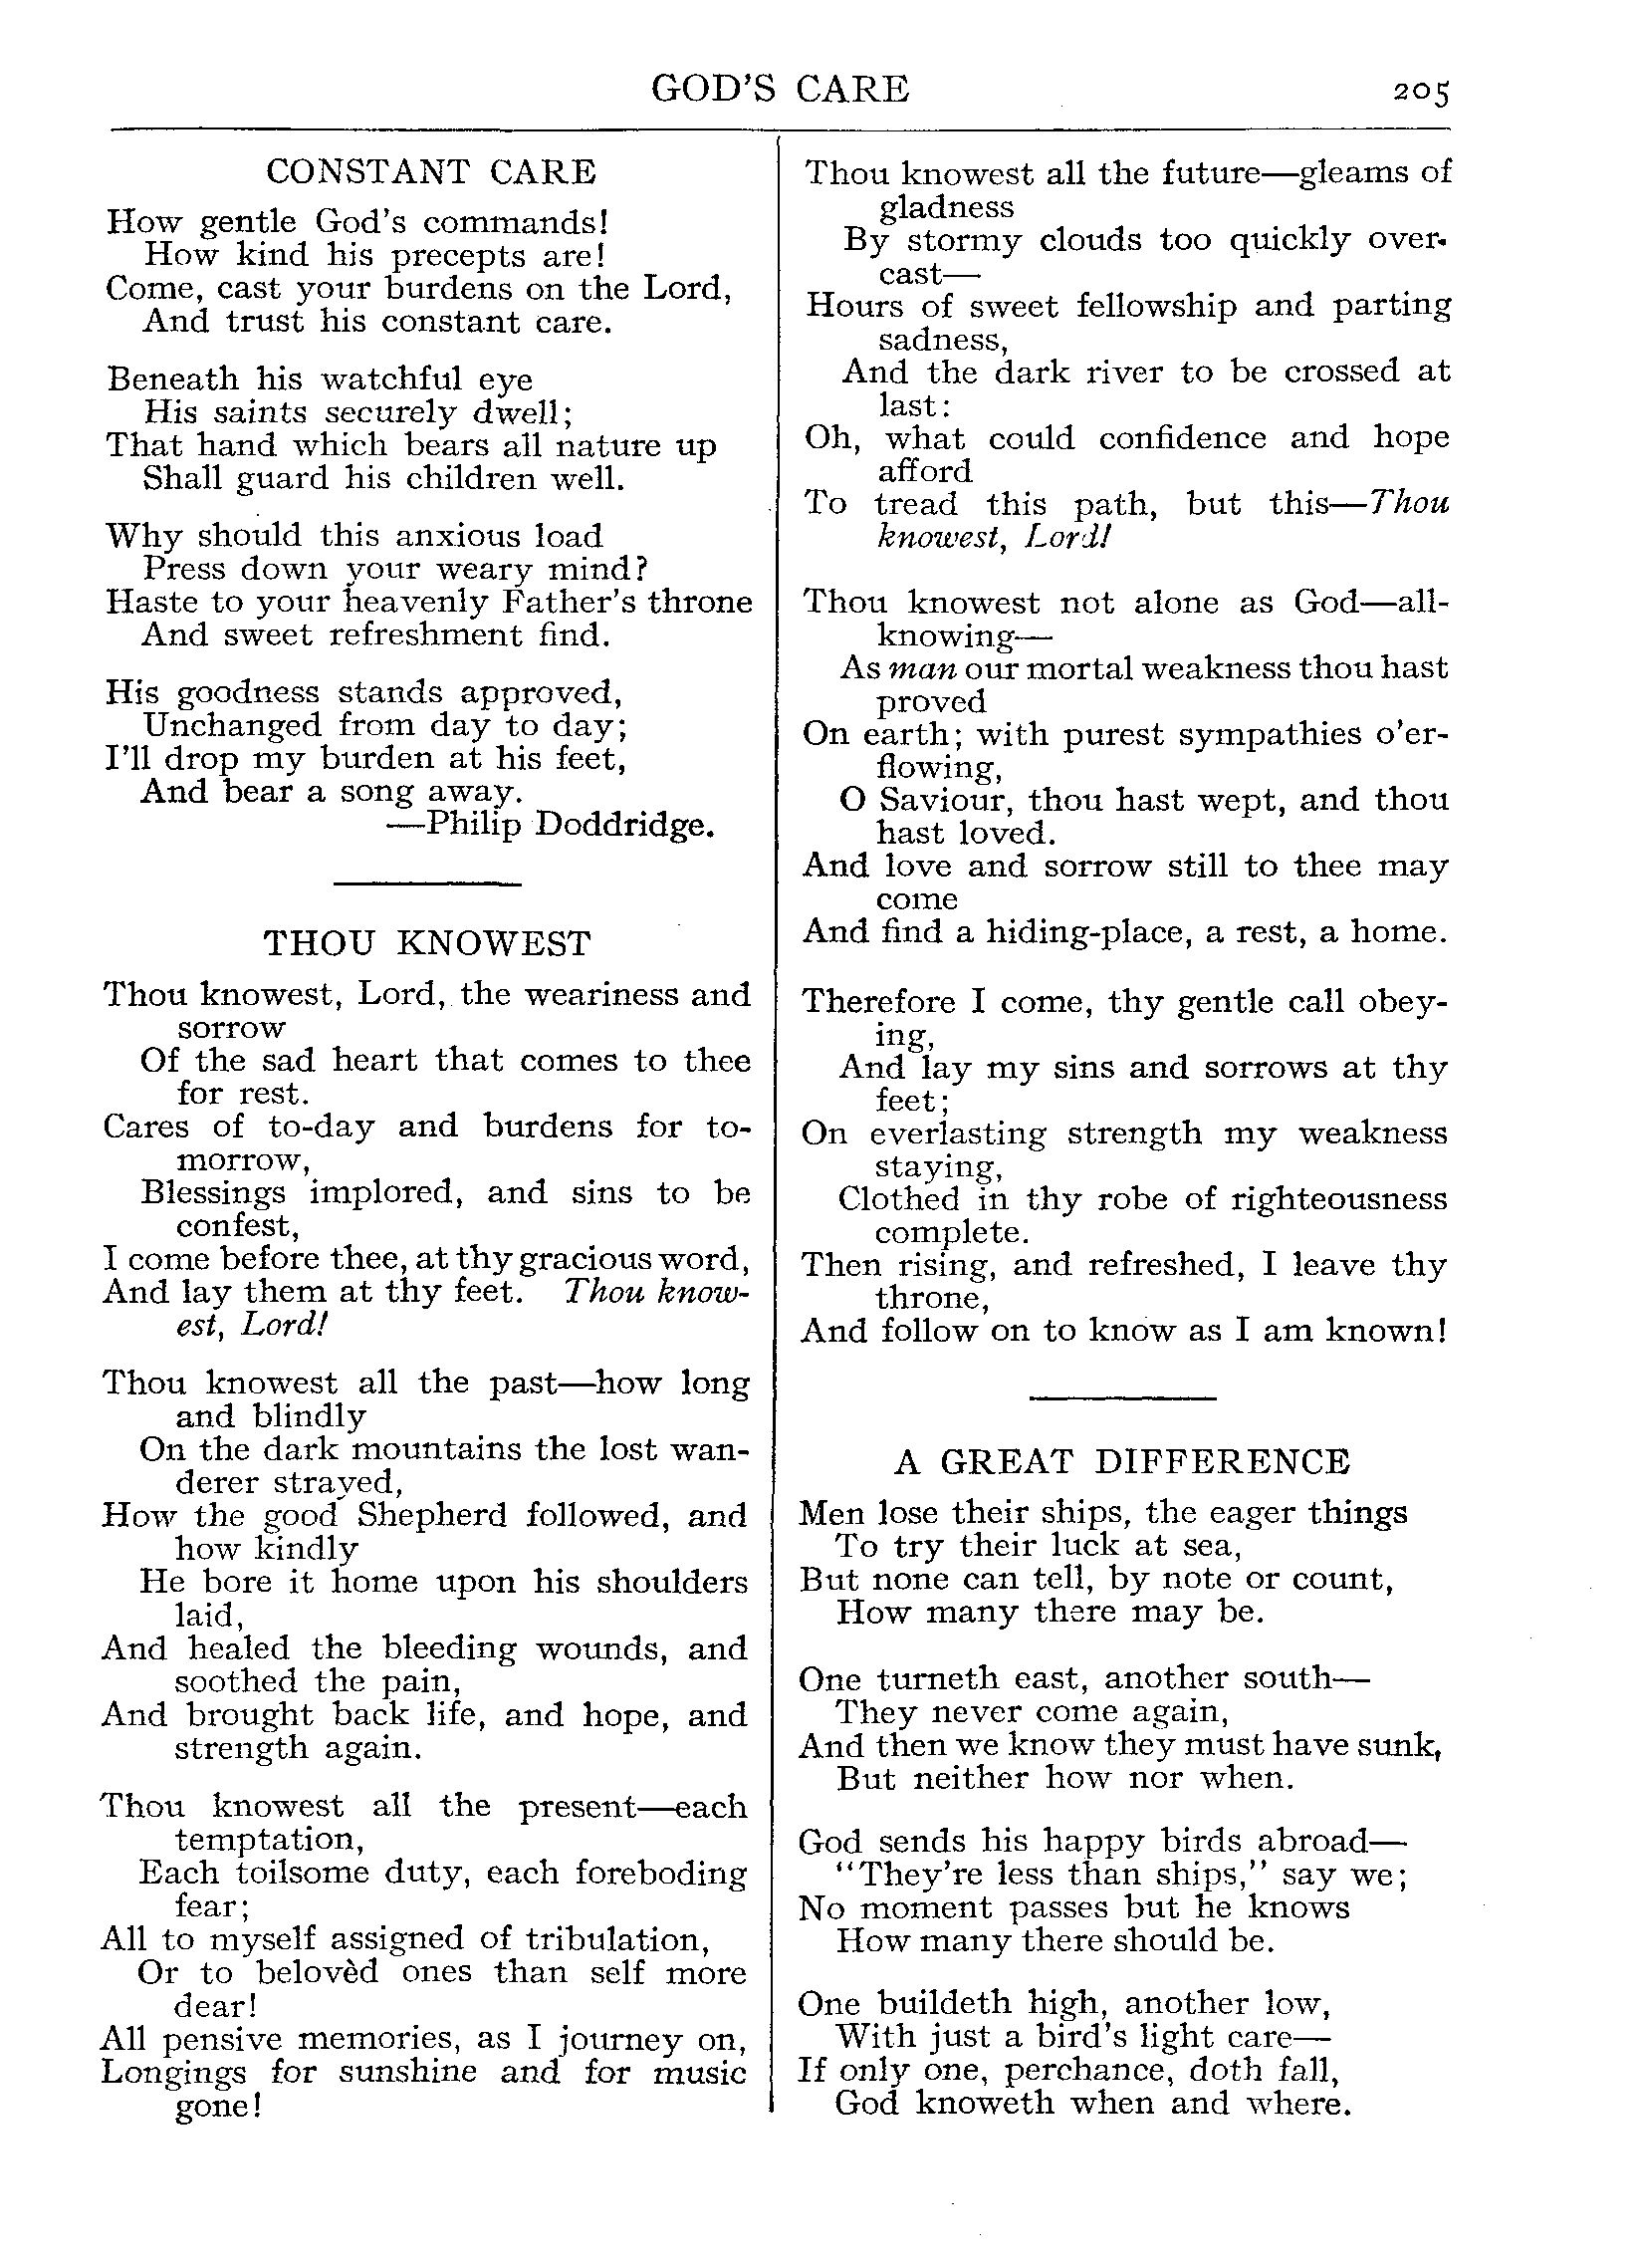 GOD'S CARE 205
CONSTANT CARE
How gentle God's commands!
How kind his precepts are!
Come, cast your burdens on the Lord,
And trust his constant care.
Beneath his watchful eye
His saints securely dwell;
That hand which bears all nature up
Shall guard his children well.
Why should this anxious load
Press down your weary mind?
Haste to your heavenly Father's throne
And sweet refreshment find.
His goodness stands approved,
Unchanged from day to day;
I'll drop my burden at his feet,
And bear a song away.
—Philip Doddridge.
THOU KNOWEST
Thou knowest, Lord, the weariness and
sorrow
Of the sad heart that comes to thee
for rest.
Cares of to-day and burdens for to-
morrow,
Blessings implored, and sins to be
confest,
I come before thee, at thy gracious word,
And lay them at thy feet. Thou know-
est, Lord!
Thou knowest all the past—how long
and blindly
On the dark mountains the lost wan-
derer strayed,
How the good Shepherd followed, and
how kindly
He bore it home upon his shoulders
laid,
And healed the bleeding wounds, and
soothed the pain,
And brought back life, and hope, and
strength again.
Thou knowest all the present—each
temptation,
Each toilsome duty, each foreboding
fear;
All to myself assigned of tribulation,
Or to belovèd ones than self more
dear!
All pensive memories, as I journey on,
Longings for sunshine and for music
gone!
Thou knowest all the future—gleams of
gladness
By stormy clouds too quickly over-
cast—
Hours of sweet fellowship and parting
sadness,
And the dark river to be crossed at
last:
Oh, what could confidence and hope
afford
To tread this path, but this—Thou
knowest, Lord!
Thou knowest not alone as God—all-
knowing—
As man our mortal weakness thou hast
proved
On earth; with purest sympathies o'er-
flowing,
O Saviour, thou hast wept, and thou
hast loved.
And love and sorrow still to thee may
come
And find a hiding-place, a rest, a home.
Therefore I come, thy gentle call obey-
ing,
And lay my sins and sorrows at thy
feet;
On everlasting strength my weakness
staying,
Clothed in thy robe of righteousness
complete.
Then rising, and refreshed, I leave thy
throne,
And follow on to know as I am known!
A GREAT DIFFERENCE
Men lose their ships, the eager things
To try their luck at sea,
But none can tell, by note or count,
How many there may be.
One turneth east, another south—
They never come again,
And then we know they must have sunk,
But neither how nor when.
God sends his happy birds abroad—
"They're less than ships," say we;
No moment passes but he knows
How many there should be.
One buildeth high, another low,
With just a bird's light care—
If only one, perchance, doth fall,
God knoweth when and where.